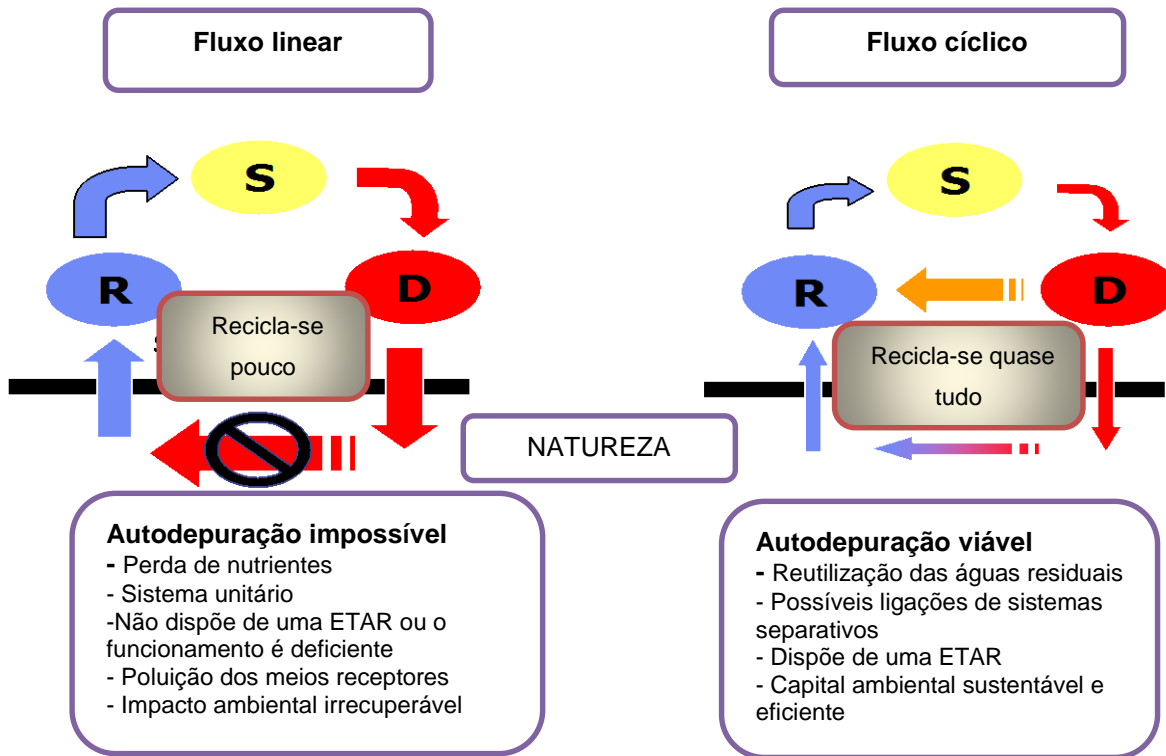 Fluxo linear
Fluxo cíclico
S
R
D
Recicla-se
pouco
S
R
D
Recicla-se quase
tudo
NATUREZA
Autodepuração impossível
- Perda de nutrientes
- Sistema unitário
-Não dispõe de uma ETAR ou o
funcionamento é deficiente
- Poluição dos meios receptores
- Impacto ambiental irrecuperável
Autodepuração viável
- Reutilização das águas residuais
- Possíveis ligações de sistemas
separativos
- Dispõe de uma ETAR
- Capital ambiental sustentável e
eficiente